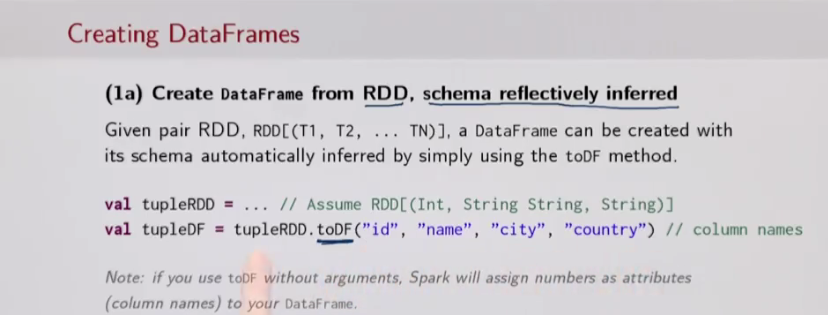 Creating DataFrames
(1a) Create DataFrame from RDD, schema reflectively inferred
Given pair RDD, RDD[(T1, T2, ... TN)], a DataFrame can be created with
its schema automatically inferred by simply using the toDF method.
val tupleRDD = ... // Assume RDD[(Int, String String, String)]
val tupleDF = tupleRDD.toDF("id", "name", "city", "country") // column names
Note: if you use toDF without arguments, Spark will assign numbers as attributes
(column names) to your DataFrame.